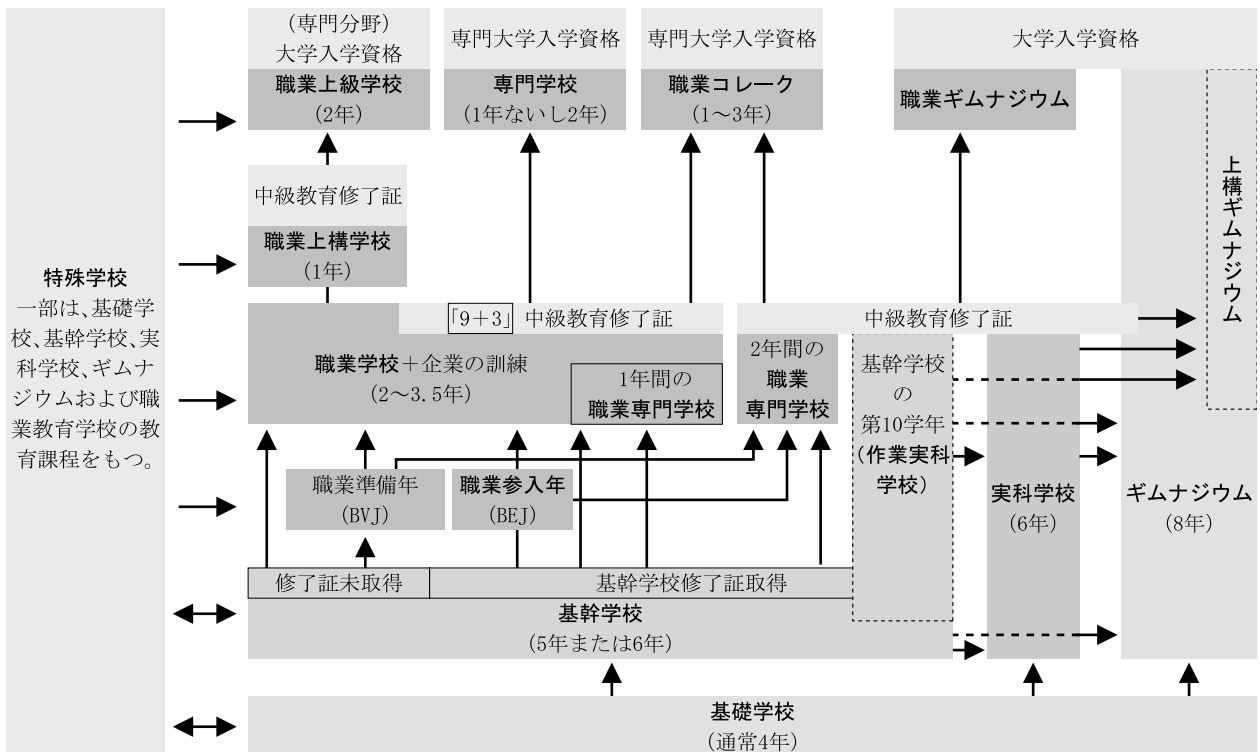 特殊学校
一部は、基礎学
校、基幹学校、実
科学校、ギムナ
ジウムおよび職
業教育学校の教
育課程をもつ。
(専門分野)
大学入学資格
職業上級学校
(2年)
専門大学入学資格
専門学校
(1年ないし2年)
専門大学入学資格
職業コレーク
(1～3年)
大学入学資格
職業ギムナジウム
上構ギムナジウム
中級教育修了証
職業上構学校
(1年)
「9＋3」 中級教育修了証
職業学校＋企業の訓練
(2～3.5年)
1年間の
職業専門学校
中級教育修了証
2年間の
職業
専門学校
基幹学校
の
第10学年
(作業実科
学校)
職業準備年
(BVJ)
職業参入年
(BEJ)
実科学校
(6年)
ギムナジウム
(8年)
修了証未取得
基幹学校修了証取得
基幹学校
(5年または6年)
基礎学校
(通常4年)